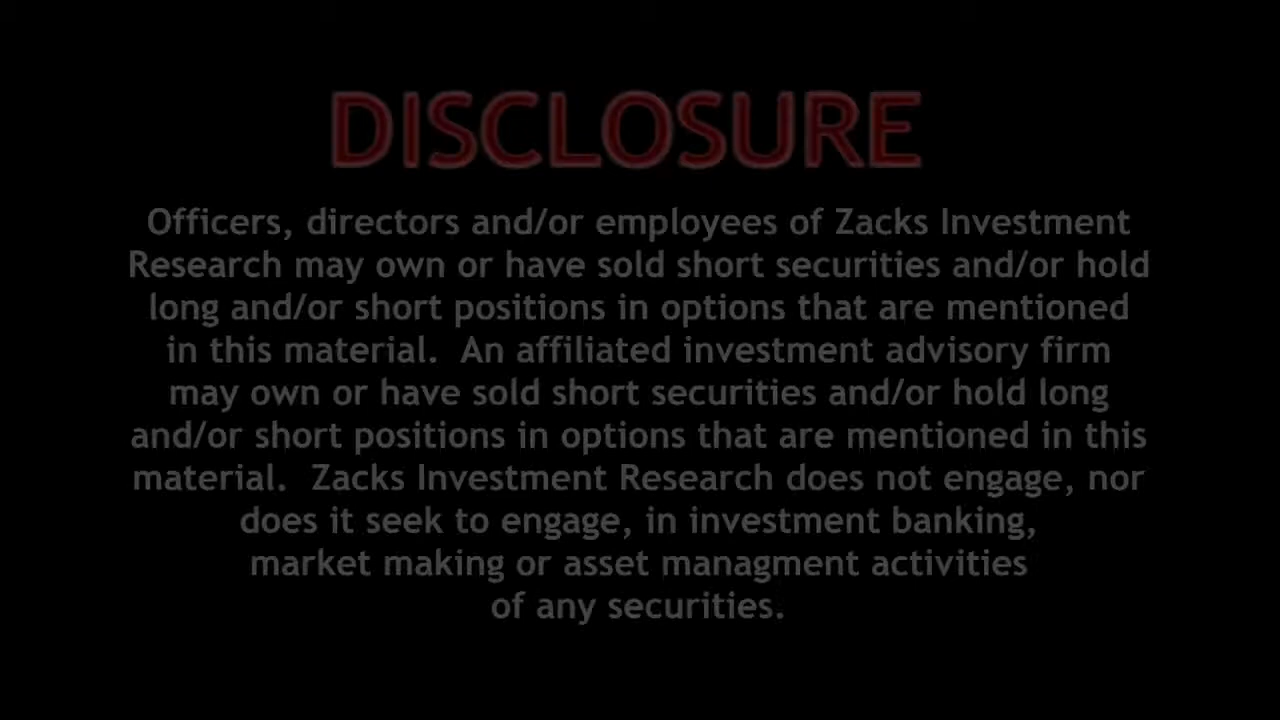 DISCLOSURE
Officers, directors and/or employees of Zacks Investment
Research may own or have sold short securities and/or hold
long and/or short positions in options that are mentioned
in this material.  An affiliated investment advisory firm
may own or have sold short securities and/or hold long
and/or short positions in options that are mentioned in this
material.  Zacks Investment Research does not engage, nor
does it seek to engage, in investment banking,
market making or asset managment activities
of any securities.